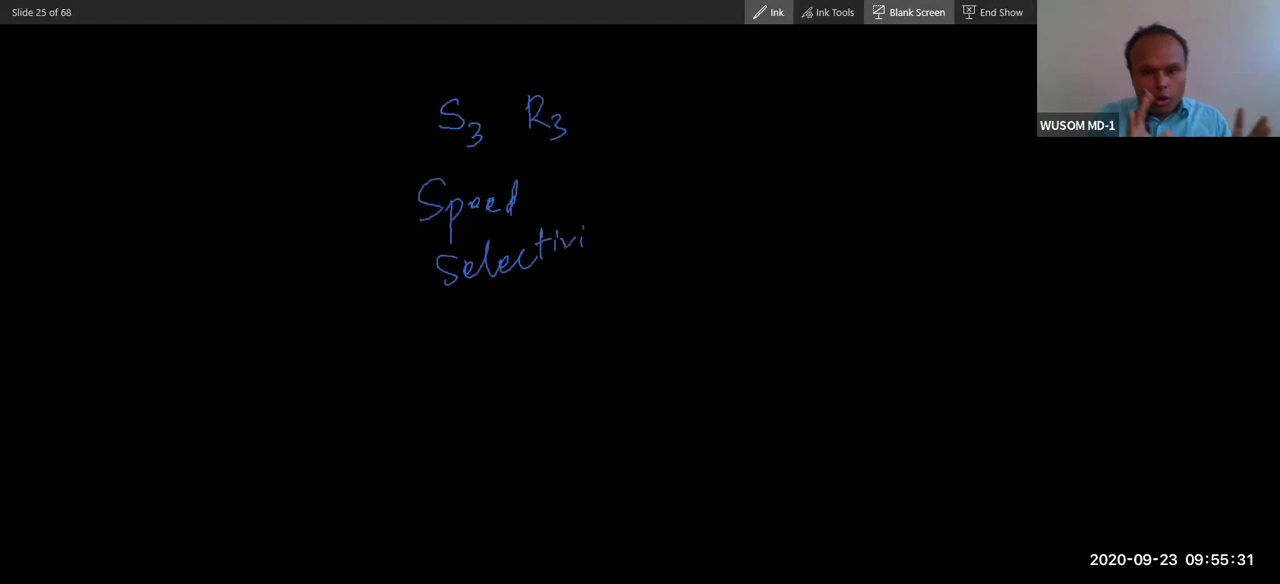 Slide 25 of 68 Ink Ink Tools Blank Screen End Show
WUSOM MD-1
S3 R3
Speed
Selectivi
2020-09-23 09:55:31